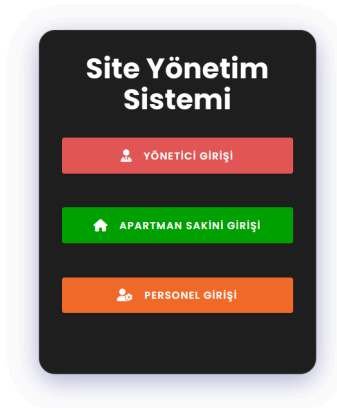 Site Yönetim
Sistemi
YÖNETİCİ GİRİŞİ
APARTMAN SAKİNİ GİRİŞİ
PERSONEL GİRİŞİ